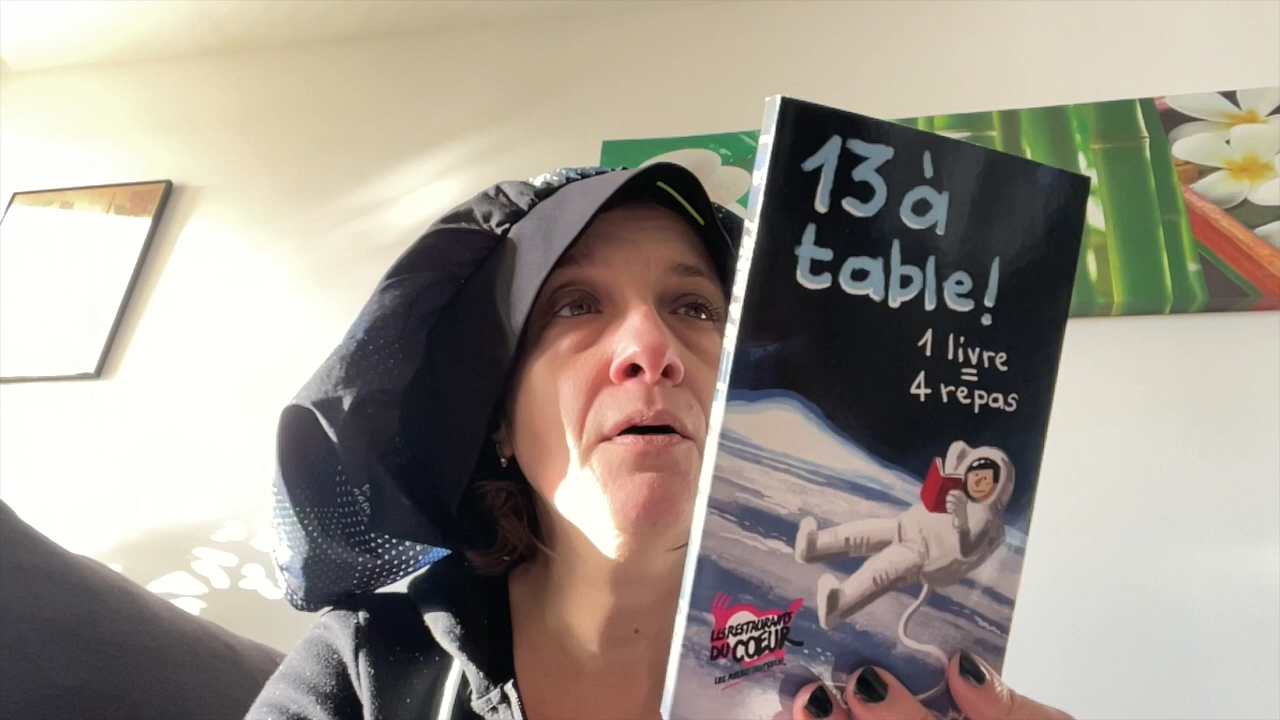 13 à
table!
1 livre
=
4 repas
LES RESTAURANTS
DU COEUR